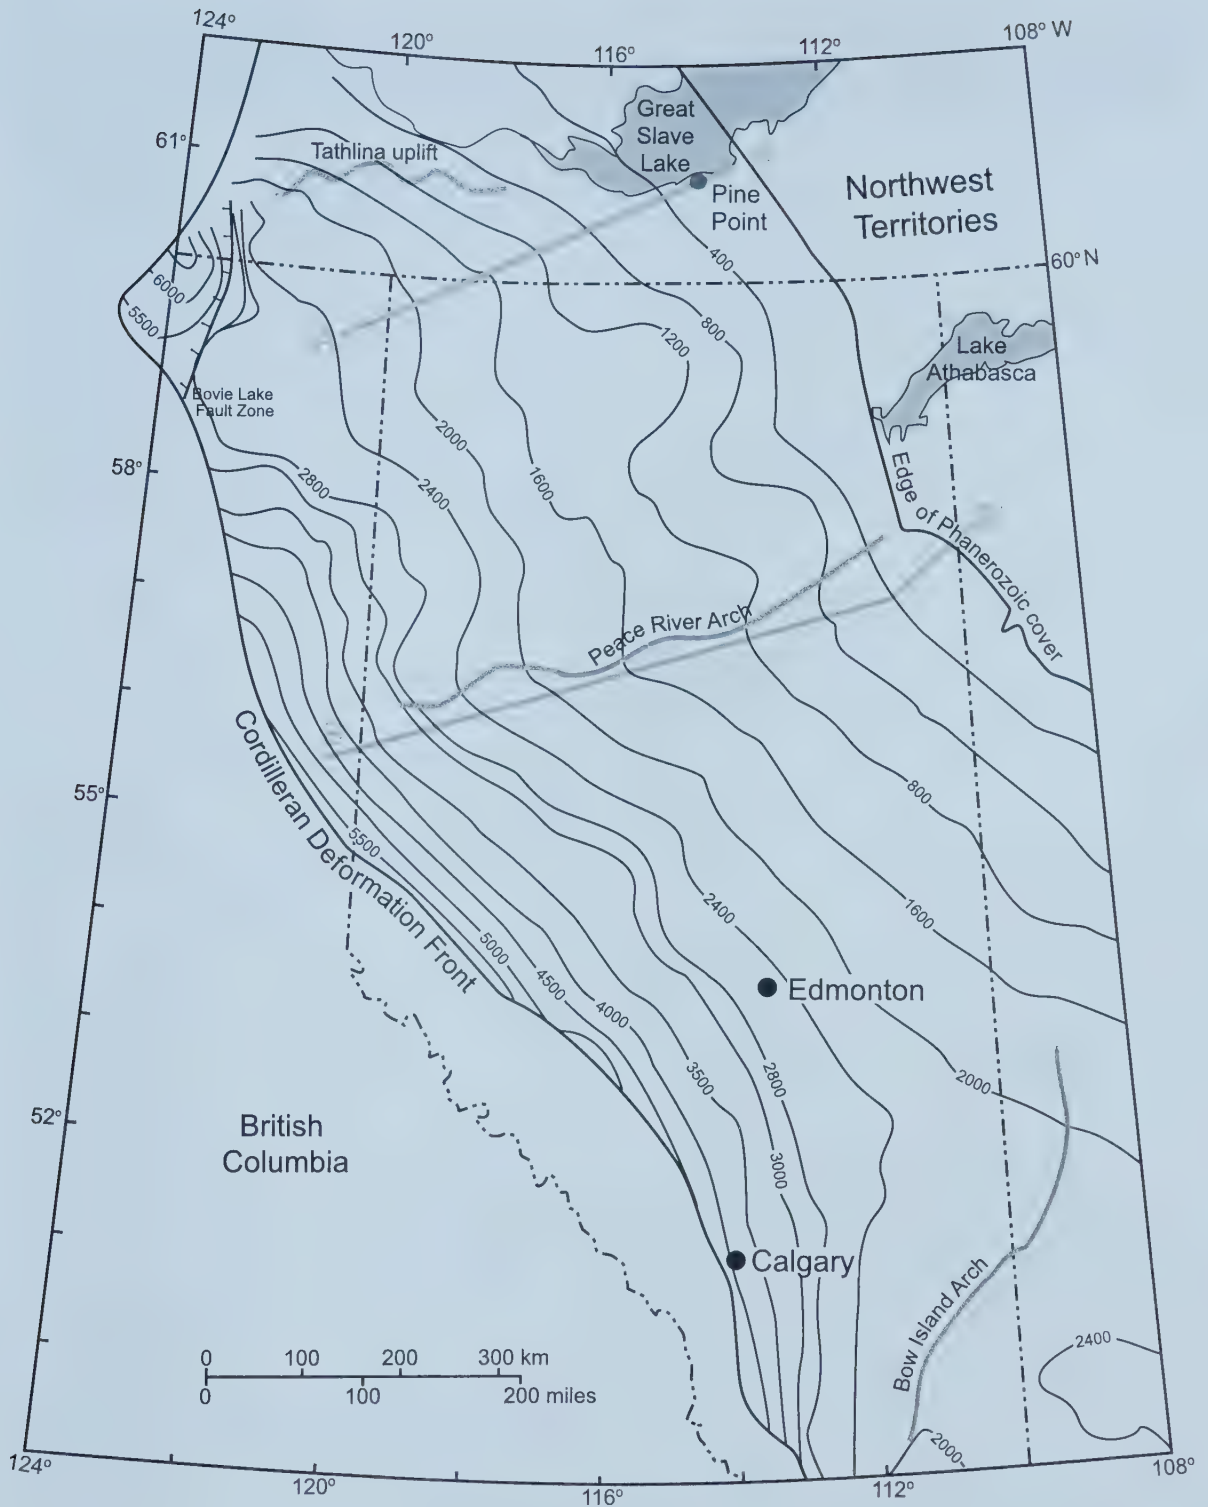 124°
120°
116°
112°
108° W
61°
Tathlina uplift
Great
Slave
Lake
Pine
Point
Northwest
Territories
400
60° N
6000
5500
800
1200
Lake
Athabasca
Bovie Lake
Fault Zone
58°
2800
2000
2400
1600
Edge of Phanerozoic cover
Peace River Arch
Cordilleran Deformation Front
55°
800
5500
2400
1600
5000
4500
4000
Edmonton
3500
2800
2000
52°
British
Columbia
3000
Calgary
Bow Island Arch
0 100 200 300 km
0 100 200 miles
2400
2000
124°
120°
116°
112°
108°